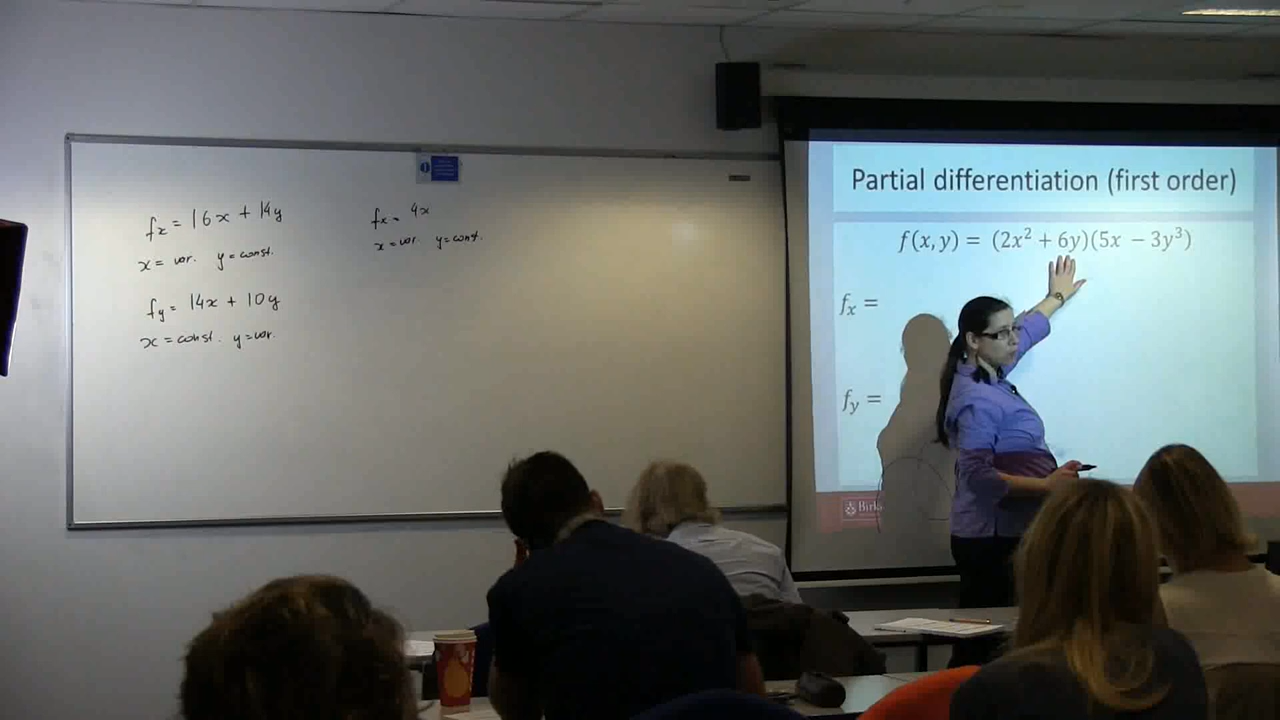 fx = 16x + 14y
x = var. y = const.
fy = 14x + 10y
x = const. y = var.
fx = 4x
x = var. y = const.
Partial differentiation (first order)
f(x, y) = (2x² + 6y)(5x − 3y³)
fₓ =
f_y =